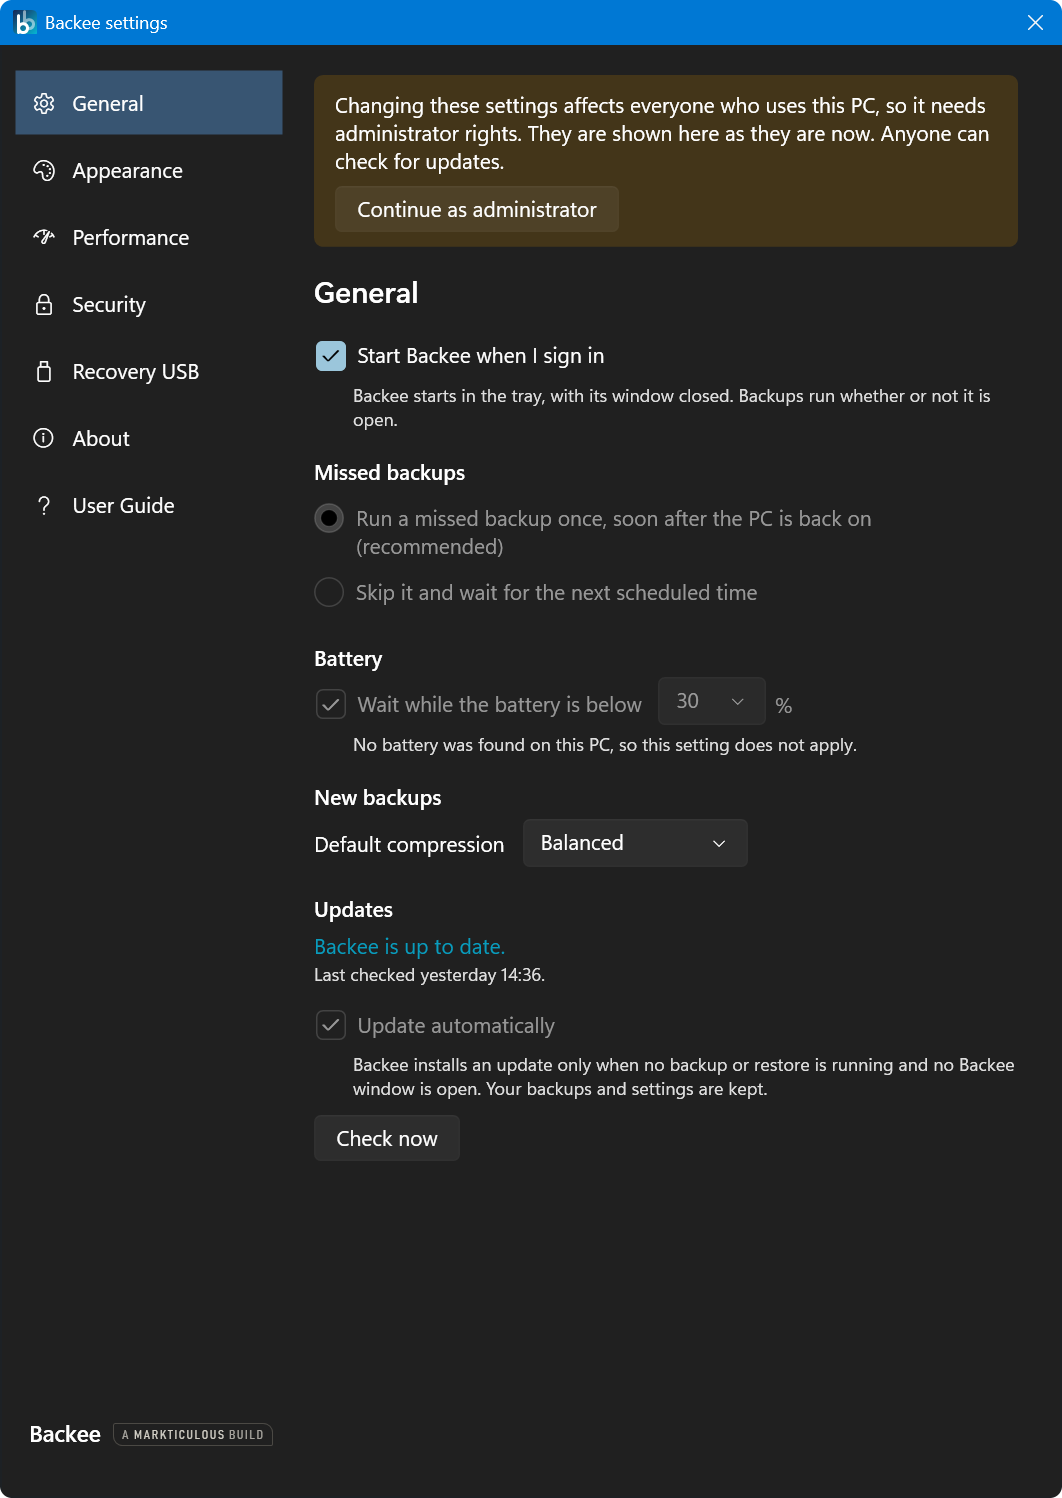 Backee settings
General
Appearance
Performance
Security
Recovery USB
About
User Guide
Changing these settings affects everyone who uses this PC, so it needs
administrator rights. They are shown here as they are now. Anyone can
check for updates.
Continue as administrator
General
Start Backee when I sign in
Backee starts in the tray, with its window closed. Backups run whether or not it is
open.
Missed backups
Run a missed backup once, soon after the PC is back on
(recommended)
Skip it and wait for the next scheduled time
Battery
Wait while the battery is below 30 %
No battery was found on this PC, so this setting does not apply.
New backups
Default compression Balanced
Updates
Backee is up to date.
Last checked yesterday 14:36.
Update automatically
Backee installs an update only when no backup or restore is running and no Backee
window is open. Your backups and settings are kept.
Check now
Backee A MARKTICULOUS BUILD